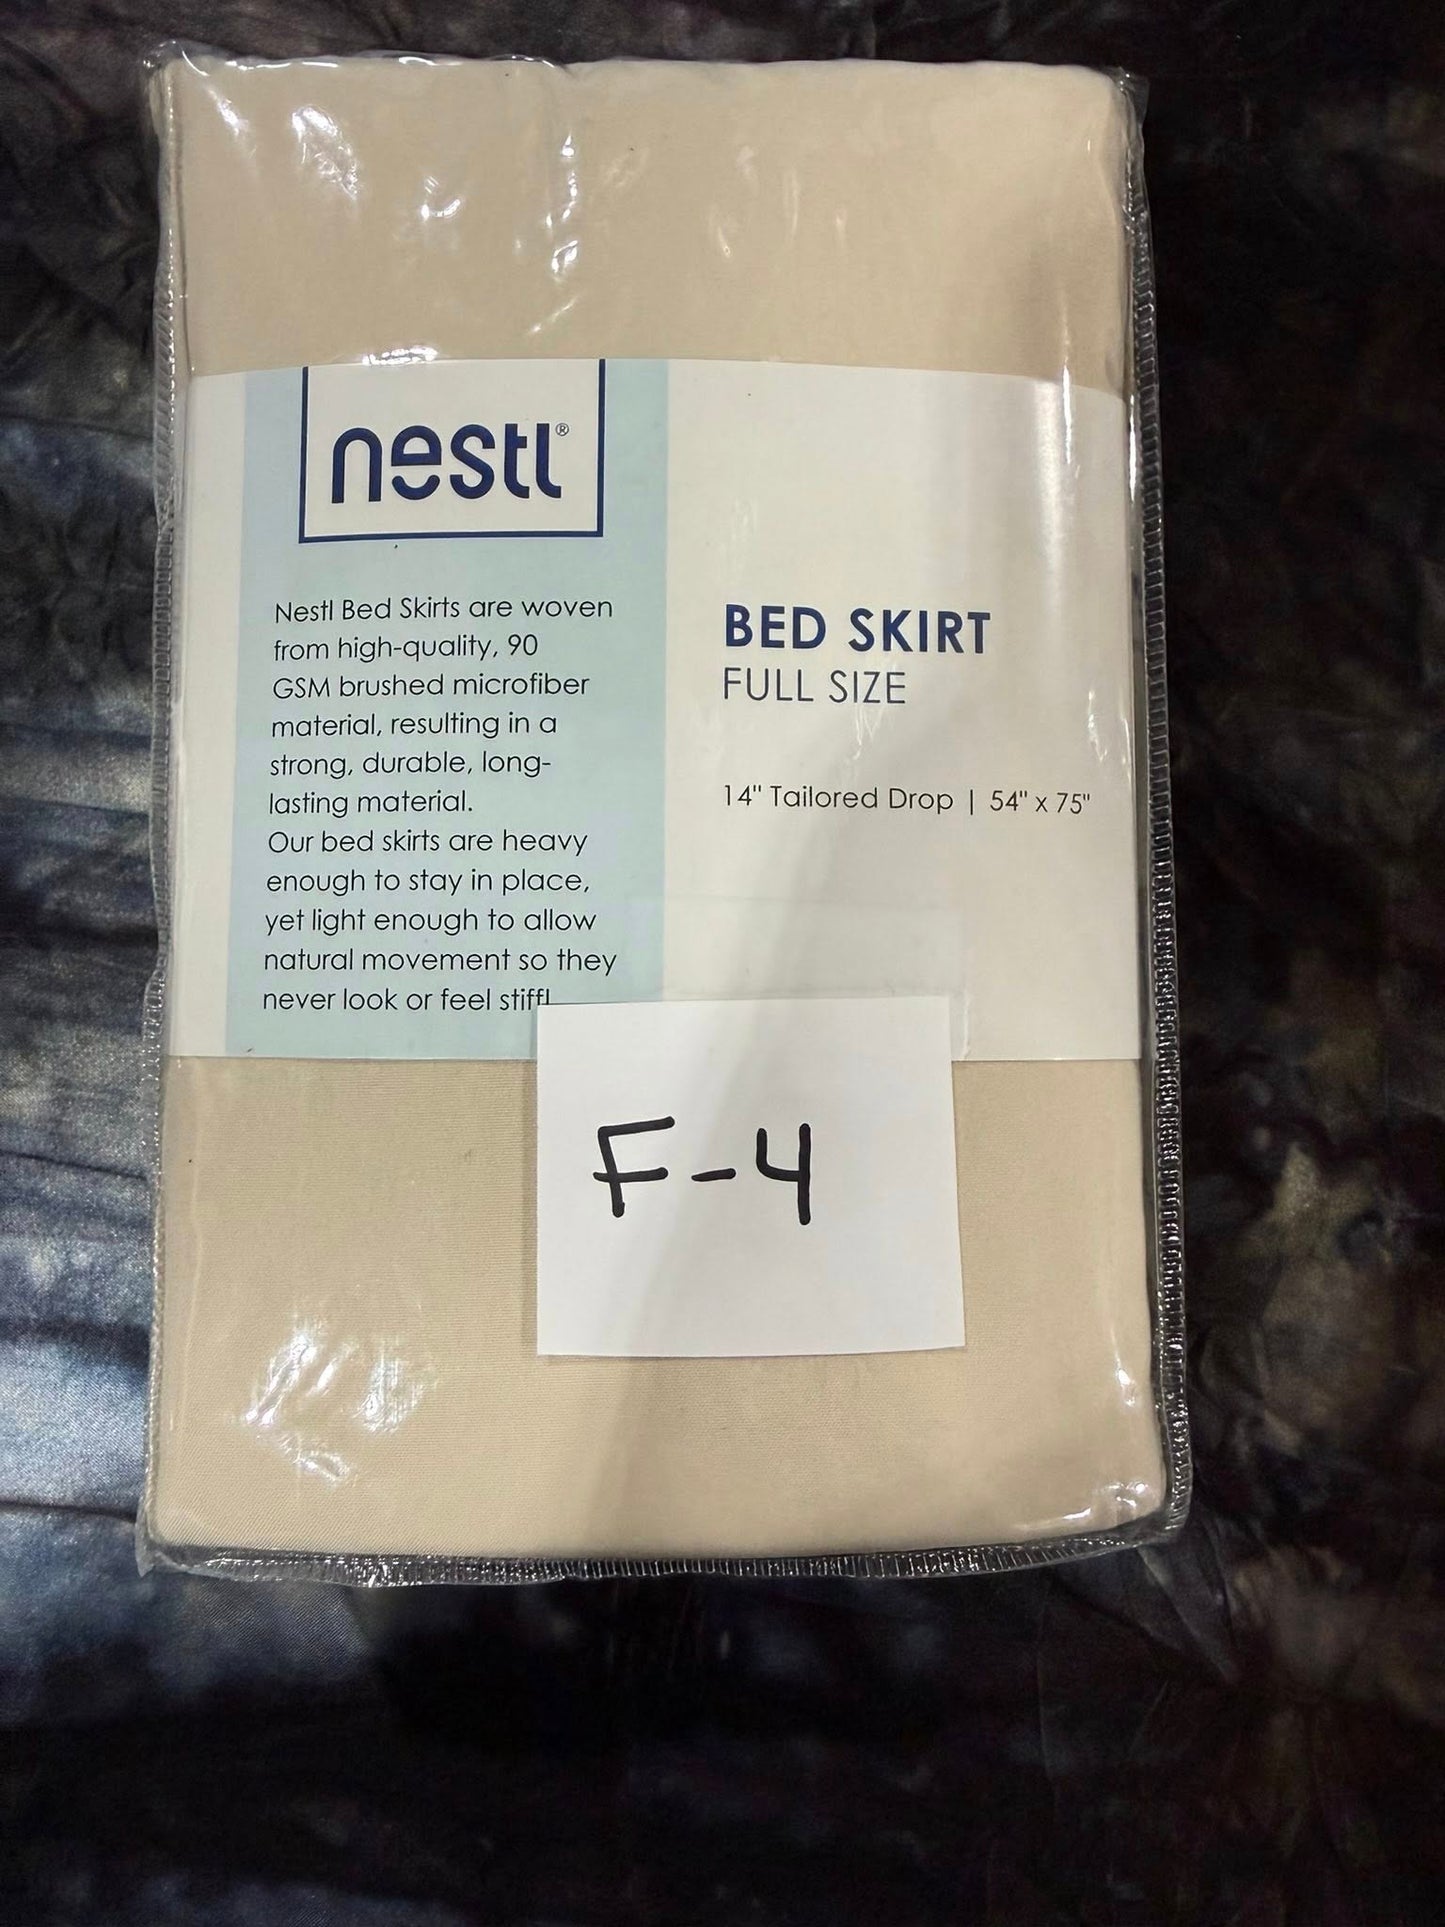 nestl®
Nestl Bed Skirts are woven
from high-quality, 90
GSM brushed microfiber
material, resulting in a
strong, durable, long-
lasting material.
Our bed skirts are heavy
enough to stay in place,
yet light enough to allow
natural movement so they
never look or feel stiff!
BED SKIRT
FULL SIZE
14" Tailored Drop | 54" x 75"
F-4